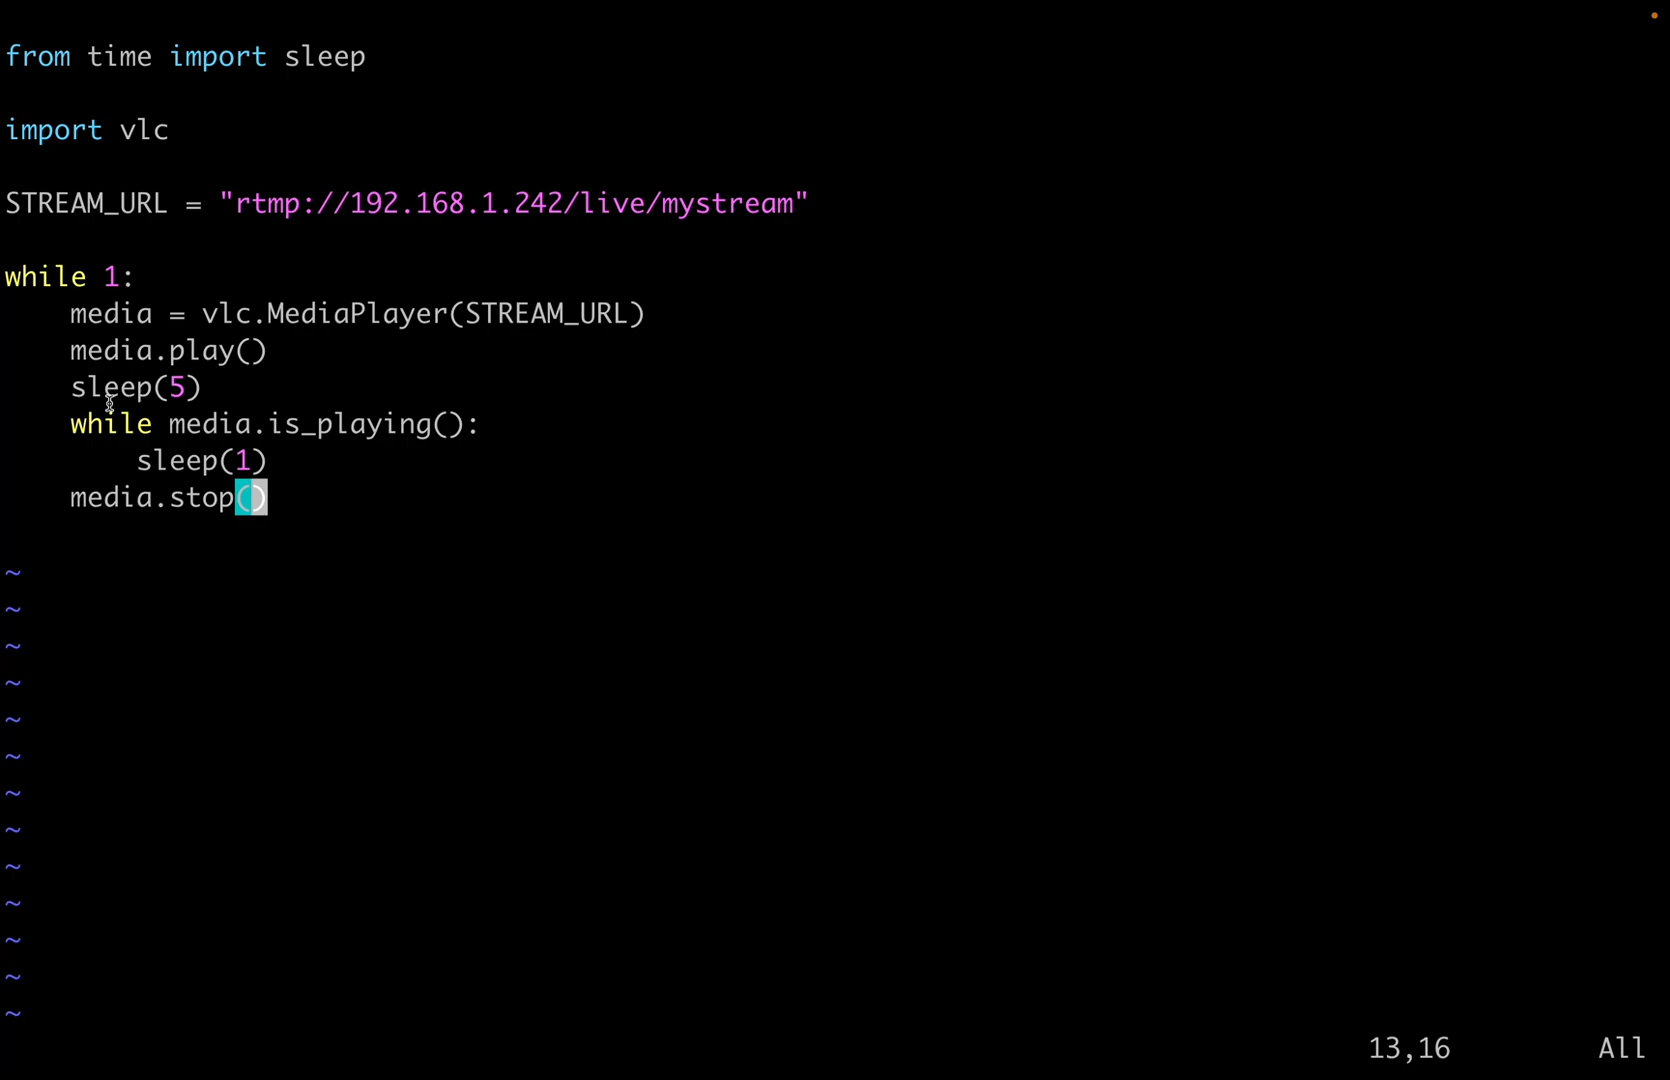 from time import sleep
import vlc
STREAM_URL = "rtmp://192.168.1.242/live/mystream"
while 1:
    media = vlc.MediaPlayer(STREAM_URL)
    media.play()
    sleep(5)
    while media.is_playing():
        sleep(1)
    media.stop()
~
~
~
~
~
~
~
~
~
~
~
~
~
13,16 All